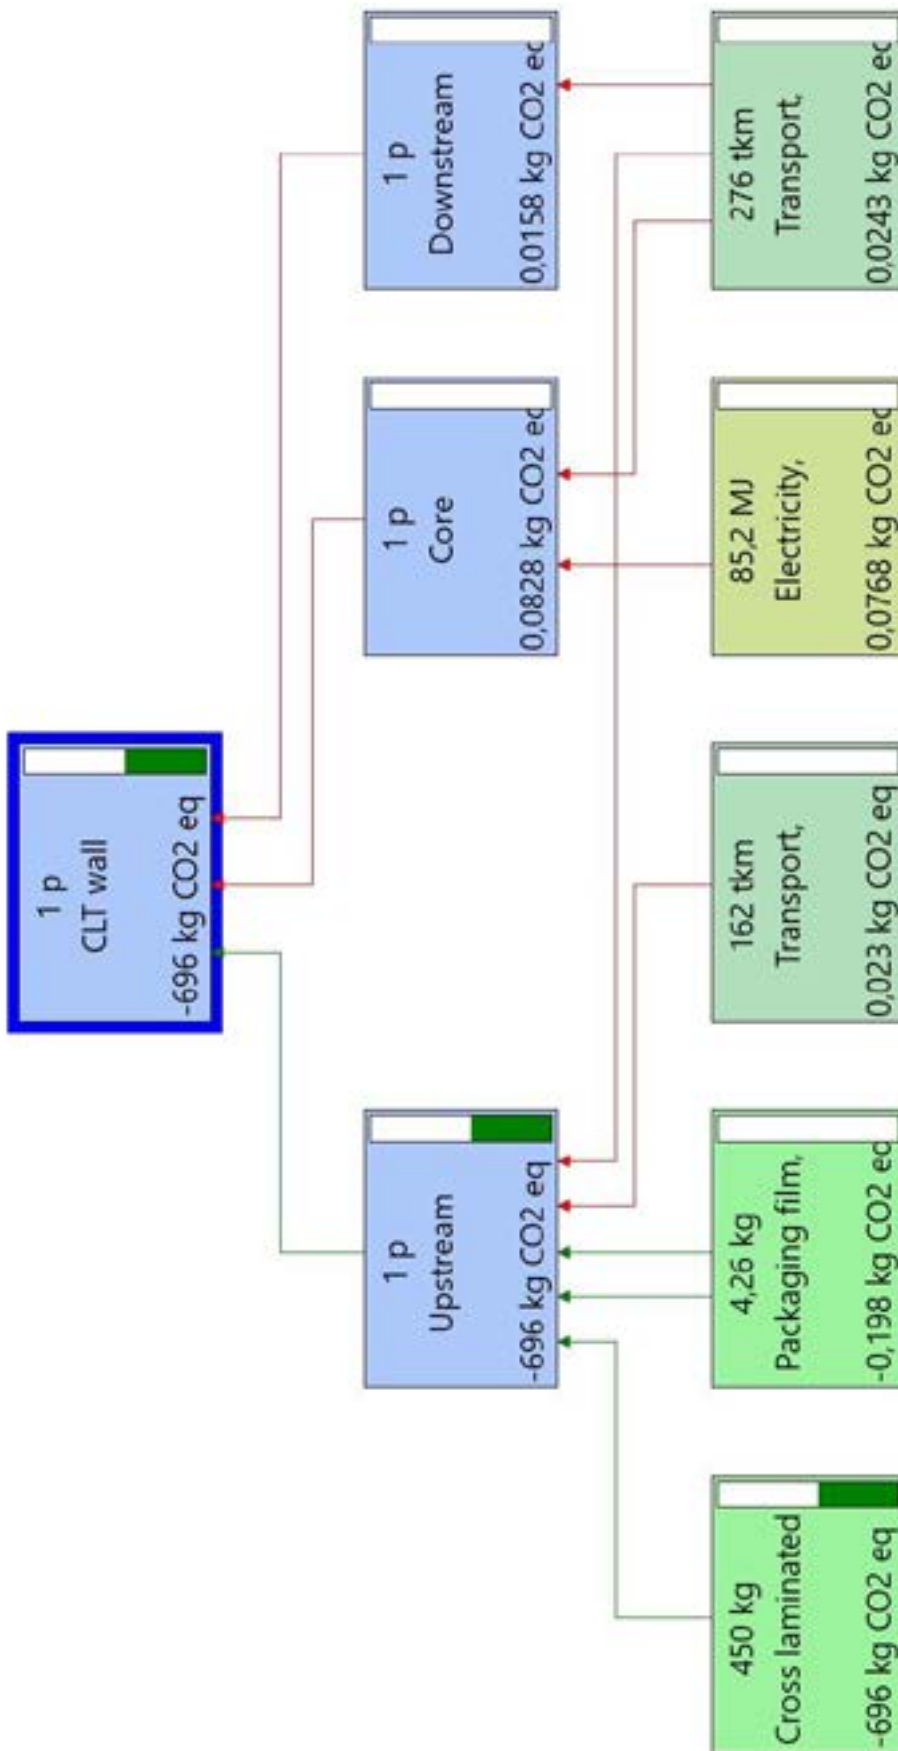 1 p
CLT wall
-696 kg CO2 eq
1 p
Upstream
-696 kg CO2 eq
1 p
Core
0,0828 kg CO2 eq
1 p
Downstream
0,0158 kg CO2 eq
450 kg
Cross laminated
-696 kg CO2 eq
4,26 kg
Packaging film,
-0,198 kg CO2 eq
162 tkm
Transport,
0,023 kg CO2 eq
85,2 MJ
Electricity,
0,0768 kg CO2 eq
276 tkm
Transport,
0,0243 kg CO2 eq